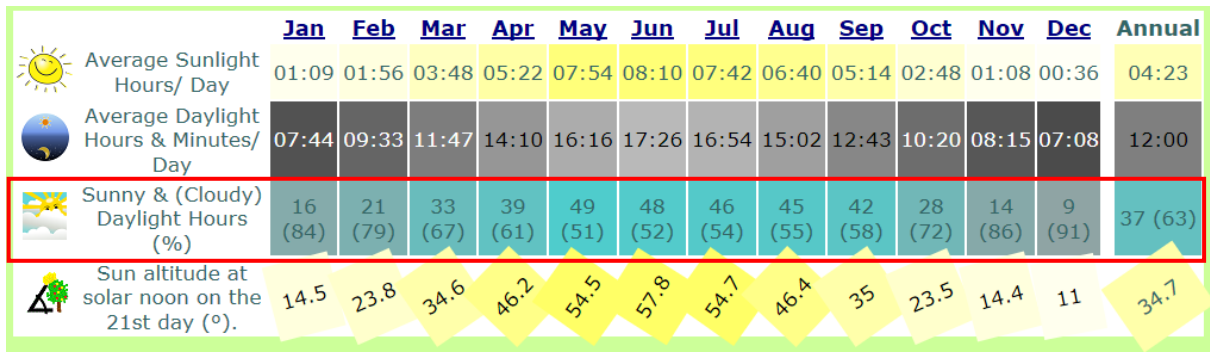 Jan Feb Mar Apr May Jun Jul Aug Sep Oct Nov Dec Annual
Average Sunlight
Hours/ Day
01:09 01:56 03:48 05:22 07:54 08:10 07:42 06:40 05:14 02:48 01:08 00:36 04:23
Average Daylight
Hours & Minutes/
Day
07:44 09:33 11:47 14:10 16:16 17:26 16:54 15:02 12:43 10:20 08:15 07:08 12:00
Sunny & (Cloudy)
Daylight Hours
(%)
16 21 33 39 49 48 46 45 42 28 14 9
(84) (79) (67) (61) (51) (52) (54) (55) (58) (72) (86) (91)
37 (63)
Sun altitude at
solar noon on the
21st day (º).
14.5 23.8 34.6 46.2 54.5 57.8 54.7 46.4 35 23.5 14.4 11 34.7